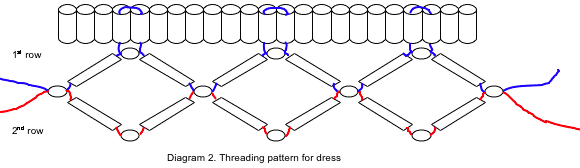 1st row
2nd row
Diagram 2. Threading pattern for dress